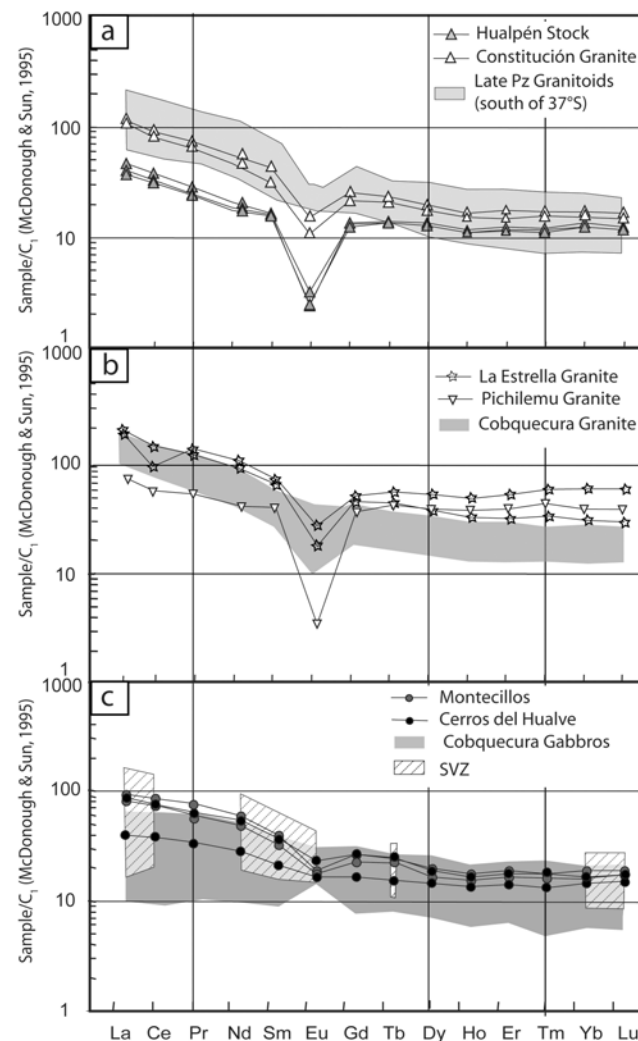 a
1000
100
10
1
Sample/C₁ (McDonough & Sun, 1995)
Hualpén Stock
Constitución Granite
Late Pz Granitoids
(south of 37°S)
b
1000
100
10
1
Sample/C₁ (McDonough & Sun, 1995)
La Estrella Granite
Pichilemu Granite
Cobquecura Granite
c
1000
100
10
1
Sample/C₁ (McDonough & Sun, 1995)
Montecillos
Cerros del Hualve
Cobquecura Gabbros
SVZ
La Ce Pr Nd Sm Eu Gd Tb Dy Ho Er Tm Yb Lu